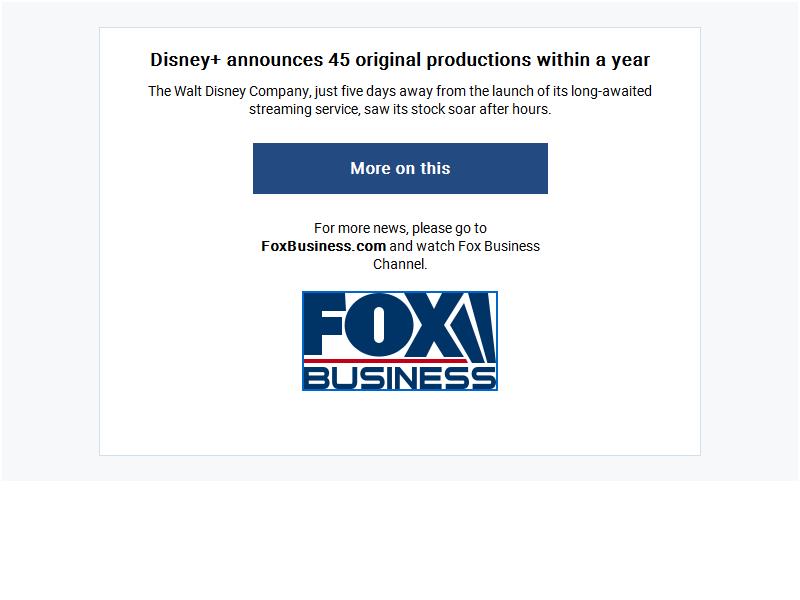 Disney+ announces 45 original productions within a year
The Walt Disney Company, just five days away from the launch of its long-awaited
streaming service, saw its stock soar after hours.
More on this
For more news, please go to
FoxBusiness.com and watch Fox Business
Channel.
FOX
BUSINESS